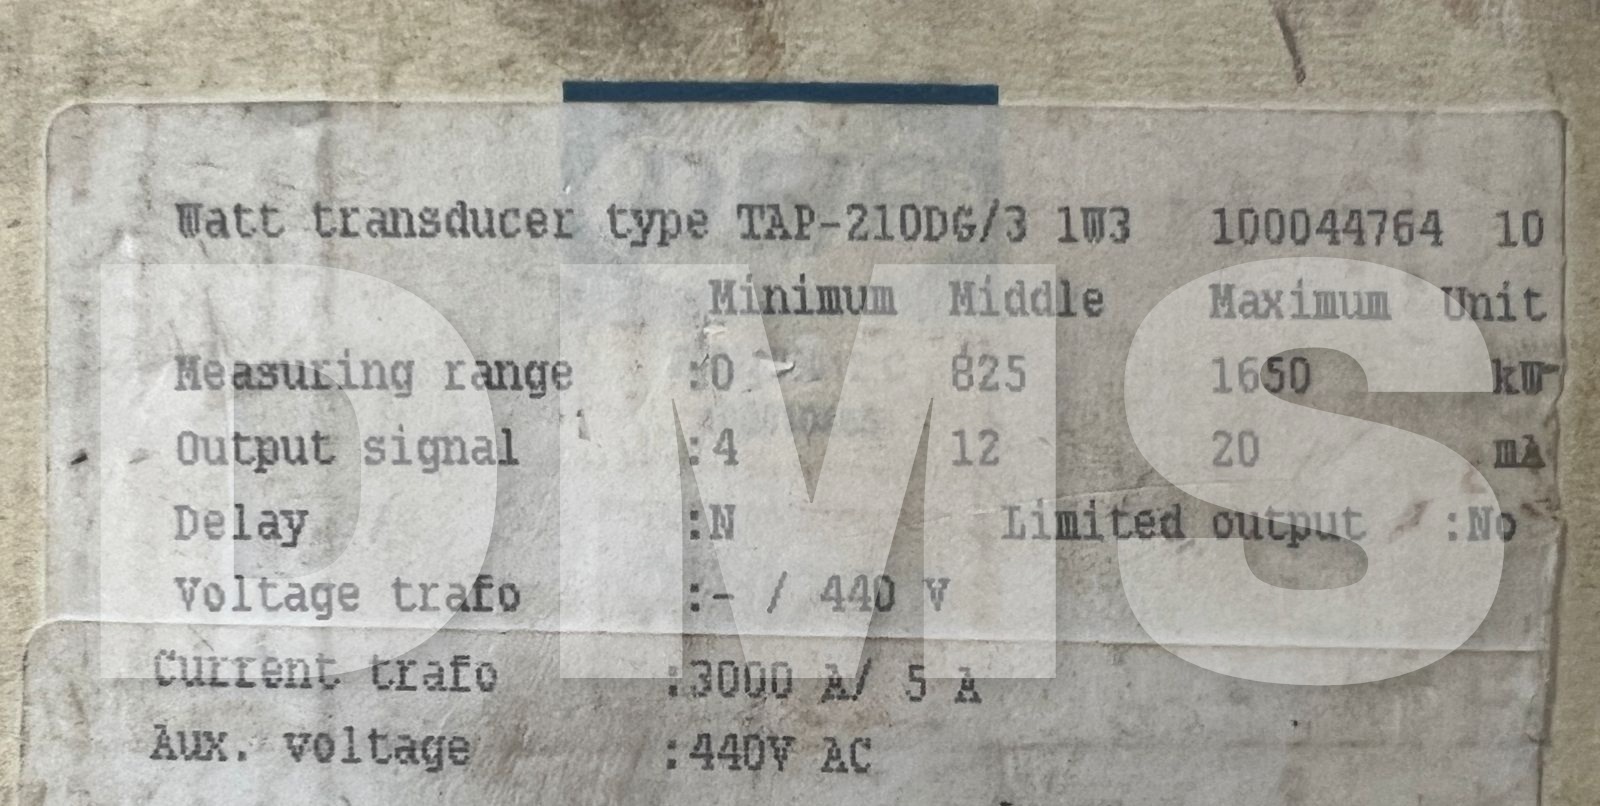 Watt transducer type TAP-210DG/3 1W3 100044764 10
Minimum Middle Maximum Unit
Measuring range :0 825 1650 kW
Output signal :4 12 20 mA
Delay :N Limited output :No
Voltage trafo :- / 440 V
Current trafo :3000 A/ 5 A
Aux. voltage :440V AC
DMS